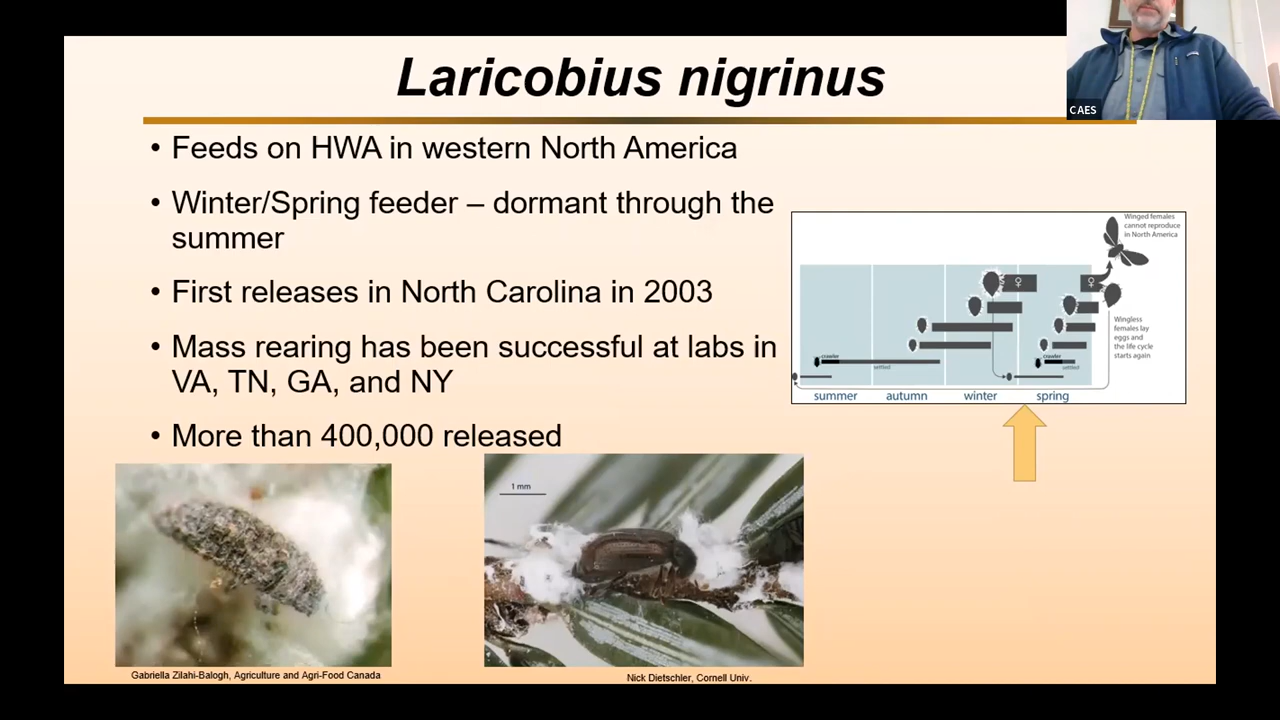 CAES
Laricobius nigrinus
• Feeds on HWA in western North America
• Winter/Spring feeder – dormant through the
summer
• First releases in North Carolina in 2003
• Mass rearing has been successful at labs in
VA, TN, GA, and NY
• More than 400,000 released
Winged females
cannot reproduce
in North America
Wingless
females lay
eggs and
the life cycle
starts again
crawler
settled
crawler
settled
♀
♀
summer
autumn
winter
spring
1 mm
Gabriella Zilahi-Balogh, Agriculture and Agri-Food Canada
Nick Dietschler, Cornell Univ.